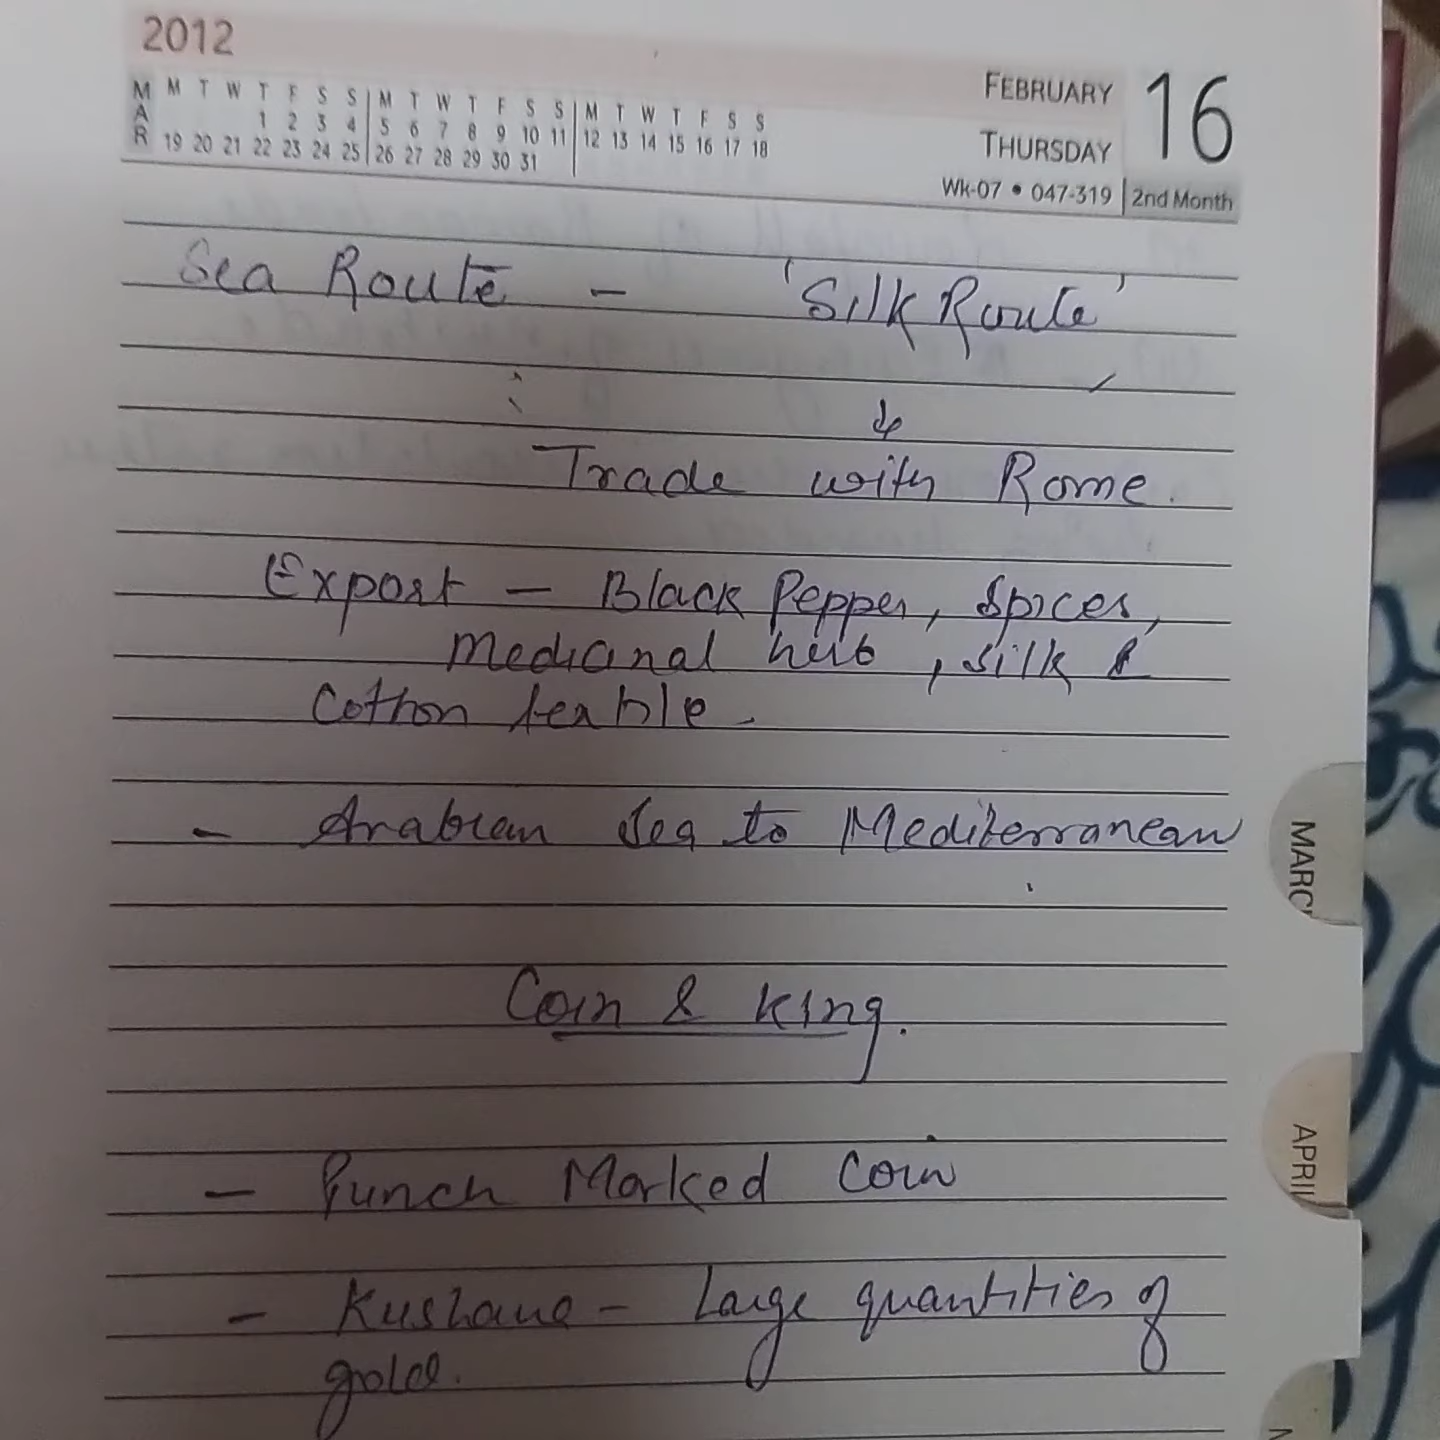 2012
FEBRUARY 16
THURSDAY
Wk-07 • 047-319 | 2nd Month
MAR
M T W T F S S | M T W T F S S | M T W T F S S
1 2 3 4 | 5 6 7 8 9 10 11 | 12 13 14 15 16 17 18
19 20 21 22 23 24 25 | 26 27 28 29 30 31
Sea Route - 'Silk Route'
Trade with Rome.
Export - Black Pepper, Spices,
Medicinal herb, Silk &
Cotton textile.
- Arabian Sea to Mediterranean
Coin & King.
- Punch Marked Coin
- Kushana - Large quantities of
gold.
MARC
APRI